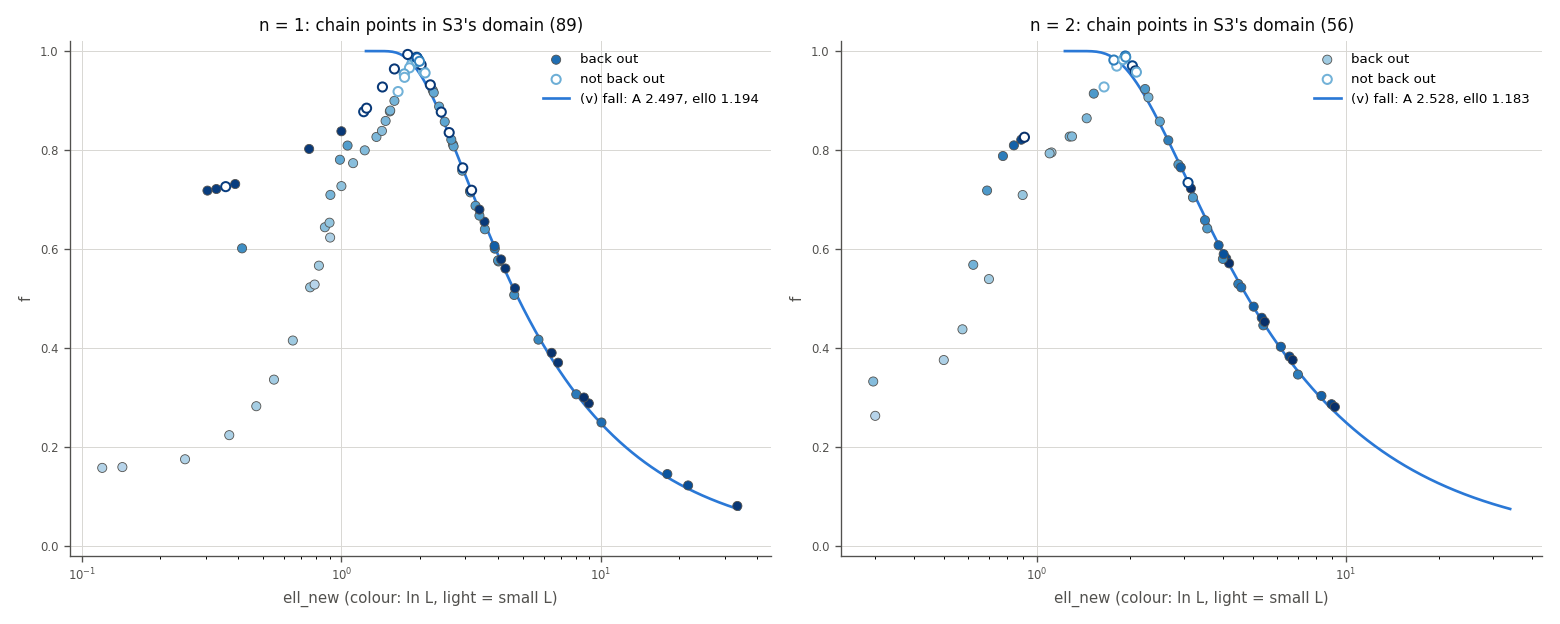 n = 1: chain points in S3's domain (89)
1.0
0.8
0.6
0.4
0.2
0.0
f
back out
not back out
(v) fall: A 2.497, ell0 1.194
10⁻¹
10⁰
10¹
ell_new (colour: ln L, light = small L)
n = 2: chain points in S3's domain (56)
1.0
0.8
0.6
0.4
0.2
0.0
f
back out
not back out
(v) fall: A 2.528, ell0 1.183
10⁰
10¹
ell_new (colour: ln L, light = small L)